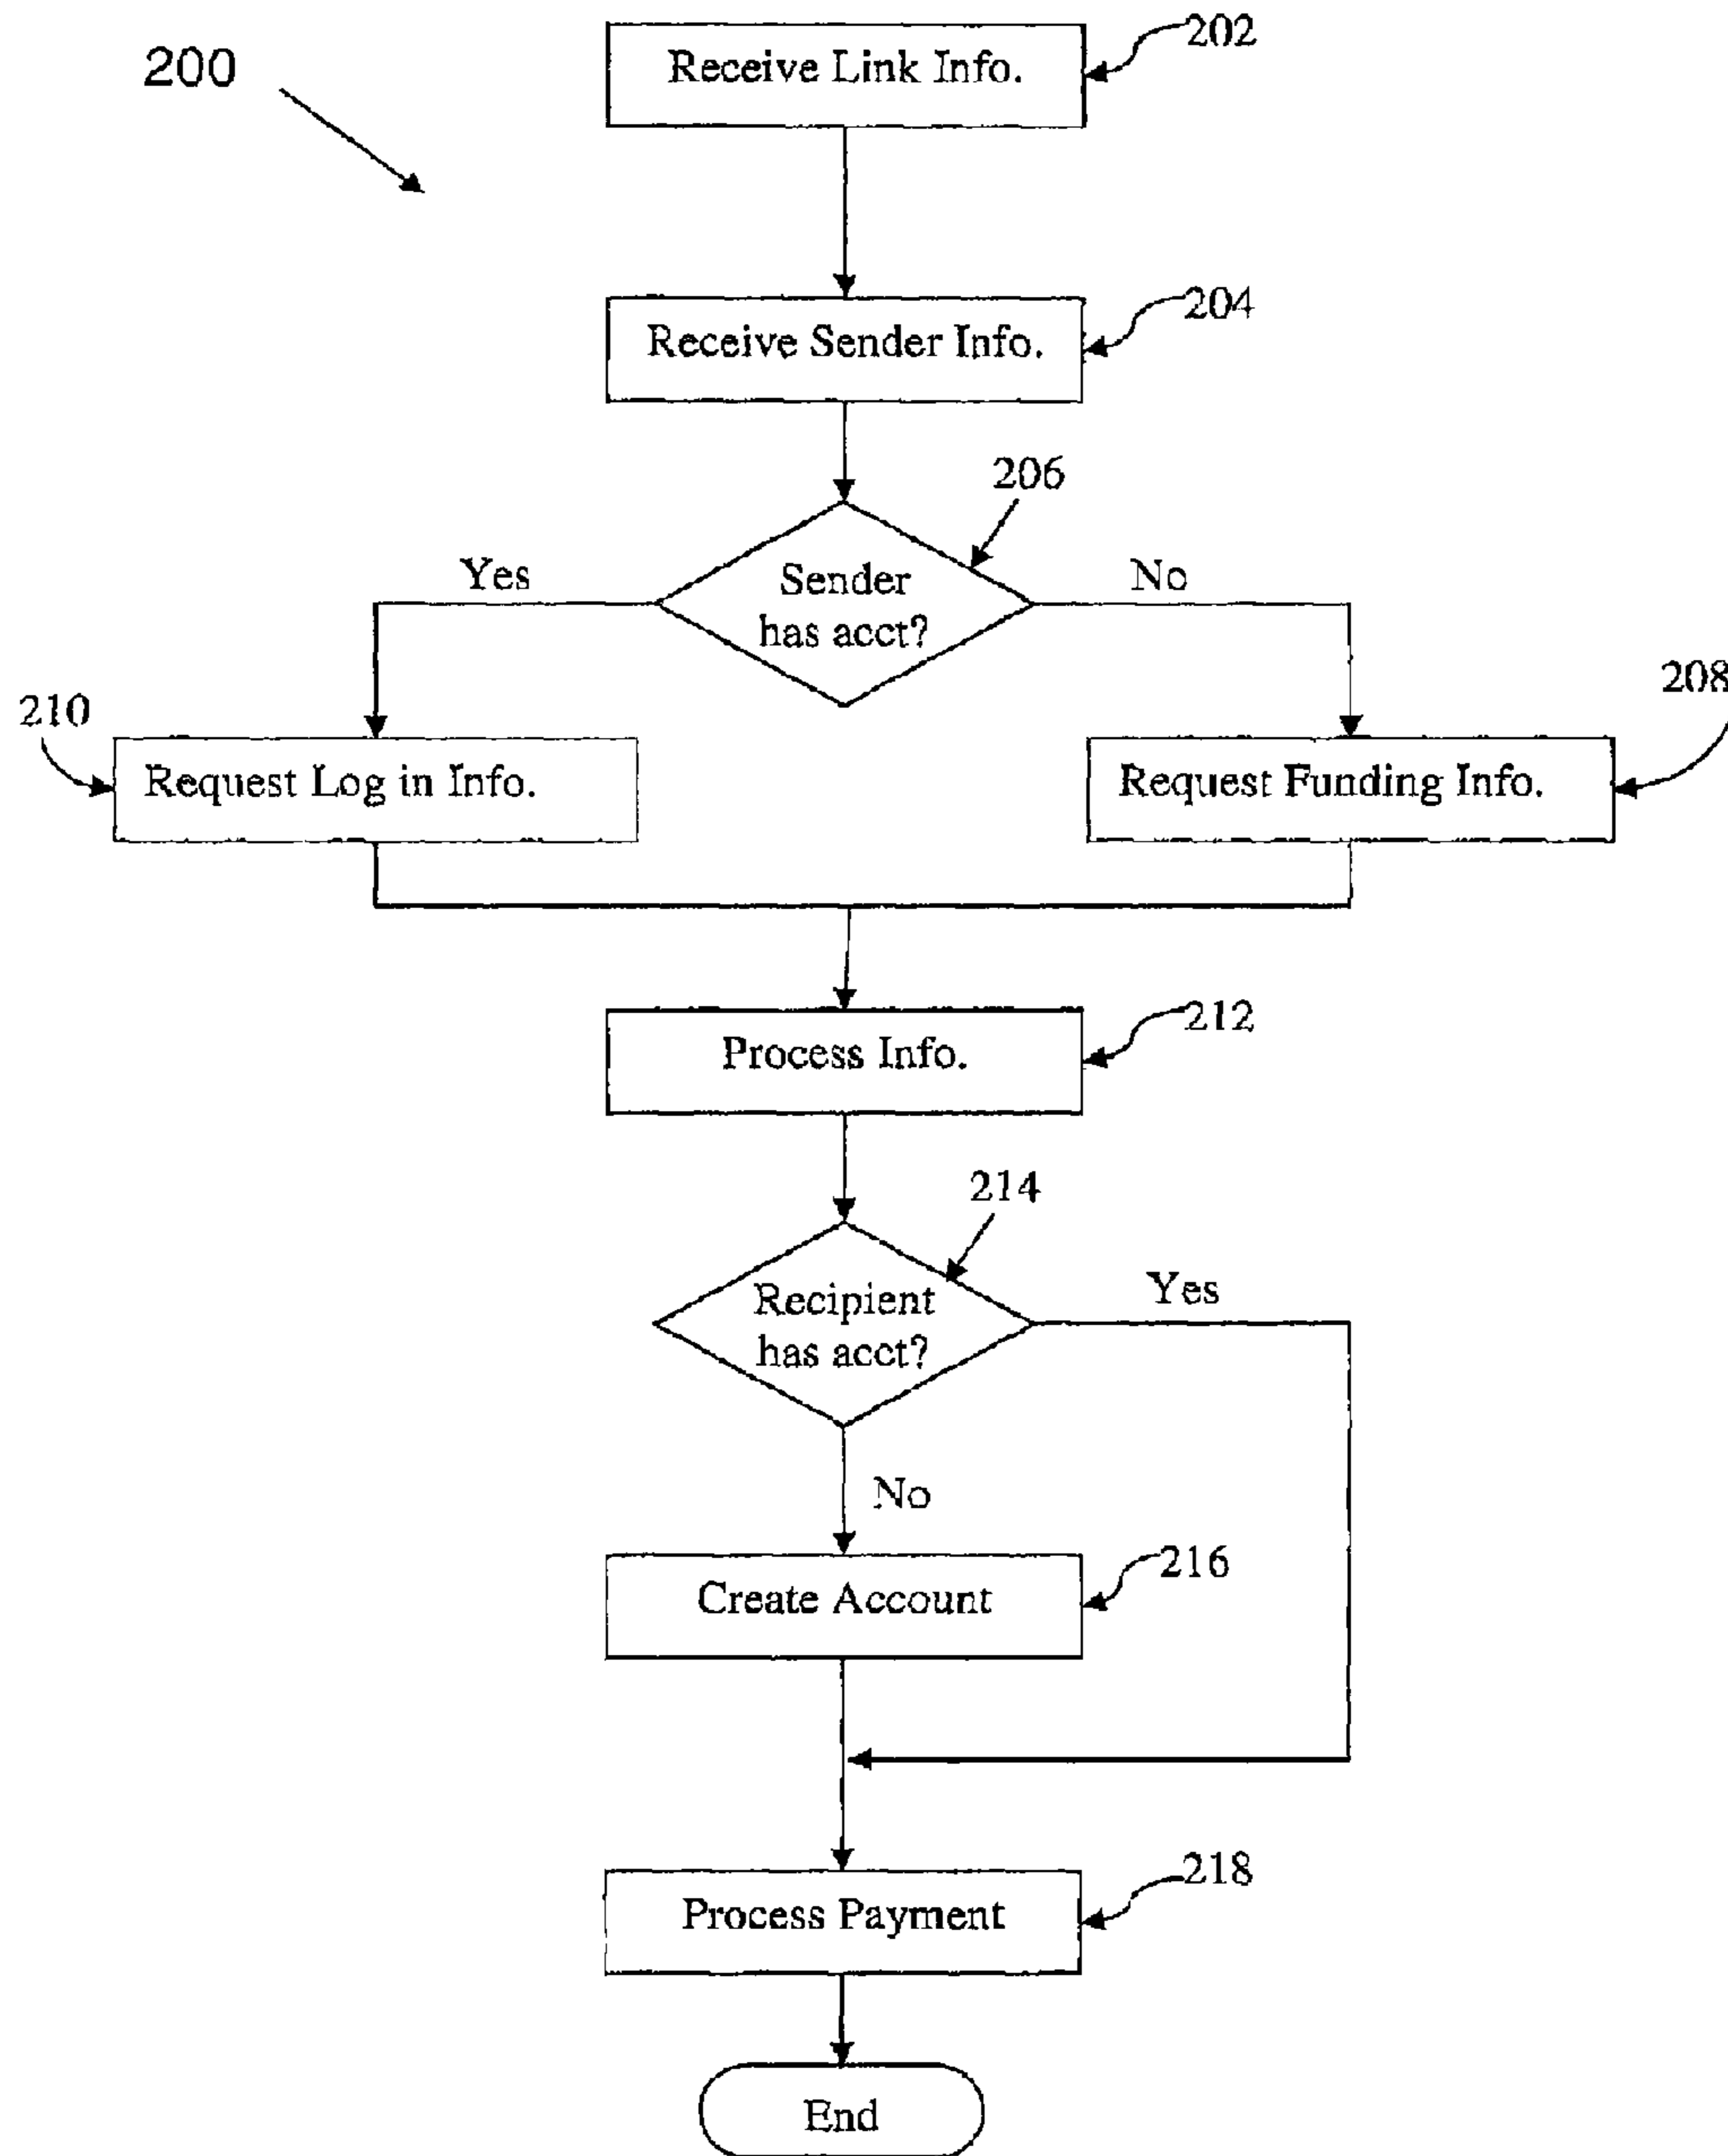 200
202
Receive Link Info.
204
Receive Sender Info.
206
Yes
No
Sender
has acct?
210
208
Request Log in Info.
Request Funding Info.
212
Process Info.
214
Yes
Recipient
has acct?
No
216
Create Account
218
Process Payment
End